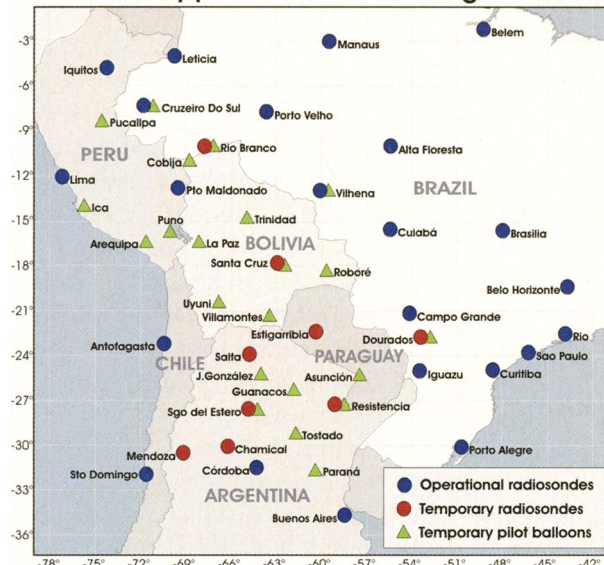 -3°
Belem
Manaus
Leticia
Iquitos
-6°
Cruzeiro Do Sul
Porto Velho
Pucallpa
-9°
Rio Branco
Alta Floresta
PERU
Cobija
-12°
Lima
Pto Maldonado
Vilhena
BRAZIL
Ica
-15°
Puno
Trinidad
Cuiabá
Brasilia
Arequipa
La Paz
BOLIVIA
-18°
Santa Cruz
Roboré
Belo Horizonte
Uyuni
-21°
Villamontes
Campo Grande
Estigarribia
Dourados
Rio
Antofagasta
-24°
Salta
PARAGUAY
Sao Paulo
CHILE
J.González
Asunción
Iguazu
Curitiba
Guanacos
-27°
Sgo del Estero
Resistencia
Tostado
-30°
Chamical
Porto Alegre
Mendoza
Sto Domingo
Córdoba
Paraná
-33°
ARGENTINA
Operational radiosondes
Buenos Aires
Temporary radiosondes
Temporary pilot balloons
-36°
-78° -75° -72° -69° -66° -63° -60° -57° -54° -51° -48° -45° -42°